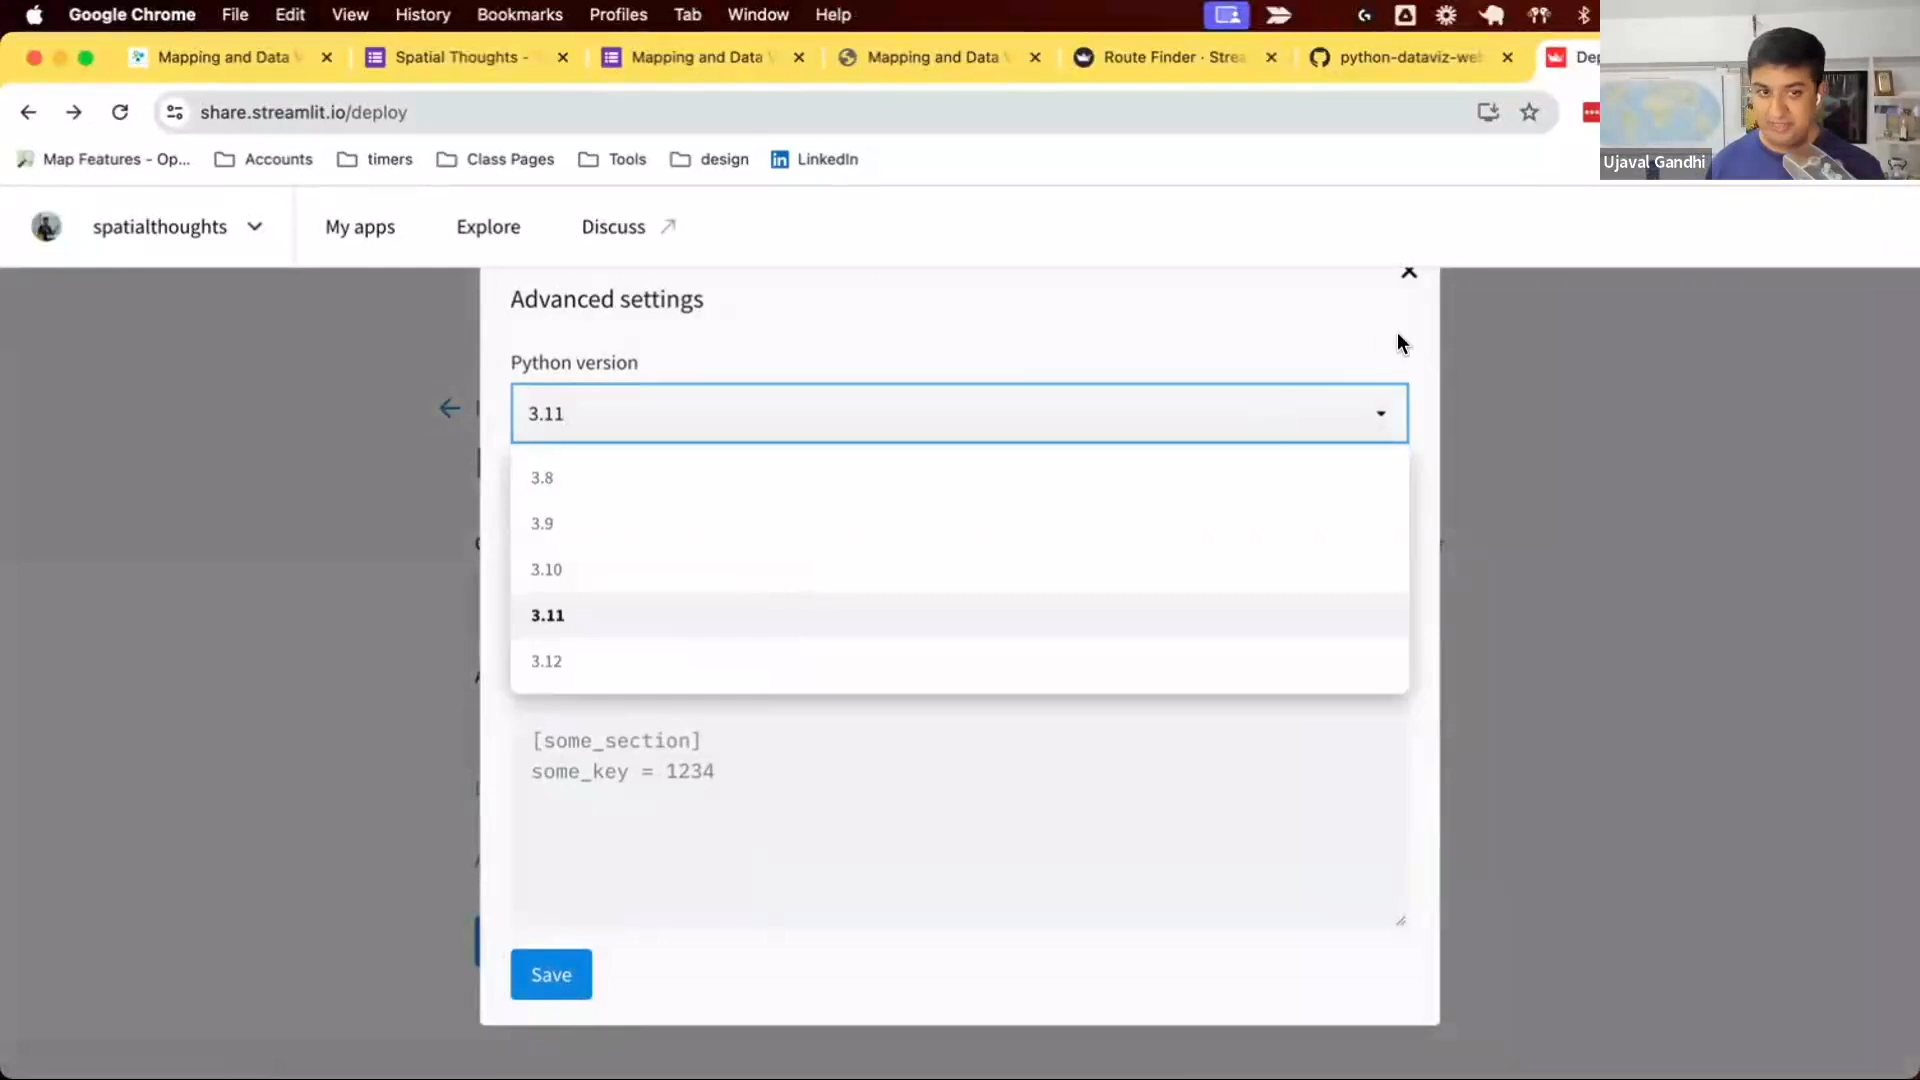 Google Chrome File Edit View History Bookmarks Profiles Tab Window Help
Mapping and Data V Spatial Thoughts - Mapping and Data V Mapping and Data V Route Finder · Strea python-dataviz-web De
share.streamlit.io/deploy
Map Features - Op... Accounts timers Class Pages Tools design LinkedIn
Ujaval Gandhi
spatialthoughts My apps Explore Discuss
Advanced settings
Python version
3.11
3.8
3.9
3.10
3.11
3.12
[some_section]
some_key = 1234
Save